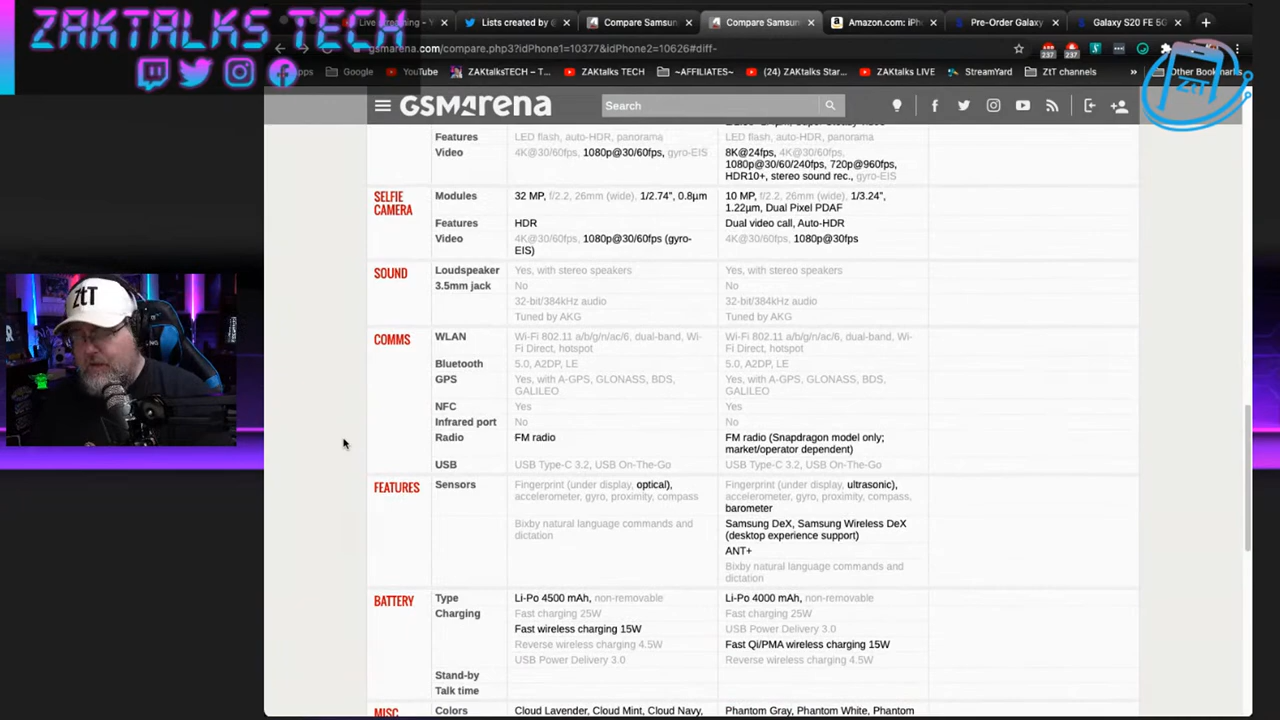 ZAKTALKS TECH
Live streaming - Y
Lists created by @
Compare Samsun
Compare Samsun
Amazon.com: iPh
Pre-Order Galaxy
Galaxy S20 FE 5G
gsmarena.com/compare.php3?idPhone1=10377&idPhone2=10626#diff-
237
237
Apps
Google
YouTube
ZAKtalksTECH – T...
ZAKtalks TECH
~AFFILIATES~
(24) ZAKtalks Star...
ZAKtalks LIVE
StreamYard
ZtT channels
»
Other Bookmarks
ZtT
GSMArena
Search
Features LED flash, auto-HDR, panorama LED flash, auto-HDR, panorama
Video 4K@30/60fps, 1080p@30/60fps, gyro-EIS 8K@24fps, 4K@30/60fps,
1080p@30/60/240fps, 720p@960fps,
HDR10+, stereo sound rec., gyro-EIS
SELFIE Modules 32 MP, f/2.2, 26mm (wide), 1/2.74", 0.8µm 10 MP, f/2.2, 26mm (wide), 1/3.24",
CAMERA 1.22µm, Dual Pixel PDAF
Features HDR Dual video call, Auto-HDR
Video 4K@30/60fps, 1080p@30/60fps (gyro- 4K@30/60fps, 1080p@30fps
EIS)
SOUND Loudspeaker Yes, with stereo speakers Yes, with stereo speakers
3.5mm jack No No
32-bit/384kHz audio 32-bit/384kHz audio
Tuned by AKG Tuned by AKG
COMMS WLAN Wi-Fi 802.11 a/b/g/n/ac/6, dual-band, Wi- Wi-Fi 802.11 a/b/g/n/ac/6, dual-band, Wi-
Fi Direct, hotspot Fi Direct, hotspot
Bluetooth 5.0, A2DP, LE 5.0, A2DP, LE
GPS Yes, with A-GPS, GLONASS, BDS, Yes, with A-GPS, GLONASS, BDS,
GALILEO GALILEO
NFC Yes Yes
Infrared port No No
Radio FM radio FM radio (Snapdragon model only;
market/operator dependent)
USB USB Type-C 3.2, USB On-The-Go USB Type-C 3.2, USB On-The-Go
FEATURES Sensors Fingerprint (under display, optical), Fingerprint (under display, ultrasonic),
accelerometer, gyro, proximity, compass accelerometer, gyro, proximity, compass,
barometer
Bixby natural language commands and Samsung DeX, Samsung Wireless DeX
dictation (desktop experience support)
ANT+
Bixby natural language commands and
dictation
BATTERY Type Li-Po 4500 mAh, non-removable Li-Po 4000 mAh, non-removable
Charging Fast charging 25W Fast charging 25W
Fast wireless charging 15W USB Power Delivery 3.0
Reverse wireless charging 4.5W Fast Qi/PMA wireless charging 15W
USB Power Delivery 3.0 Reverse wireless charging 4.5W
Stand-by
Talk time
MISC Colors Cloud Lavender, Cloud Mint, Cloud Navy, Phantom Gray, Phantom White, Phantom
ZtT